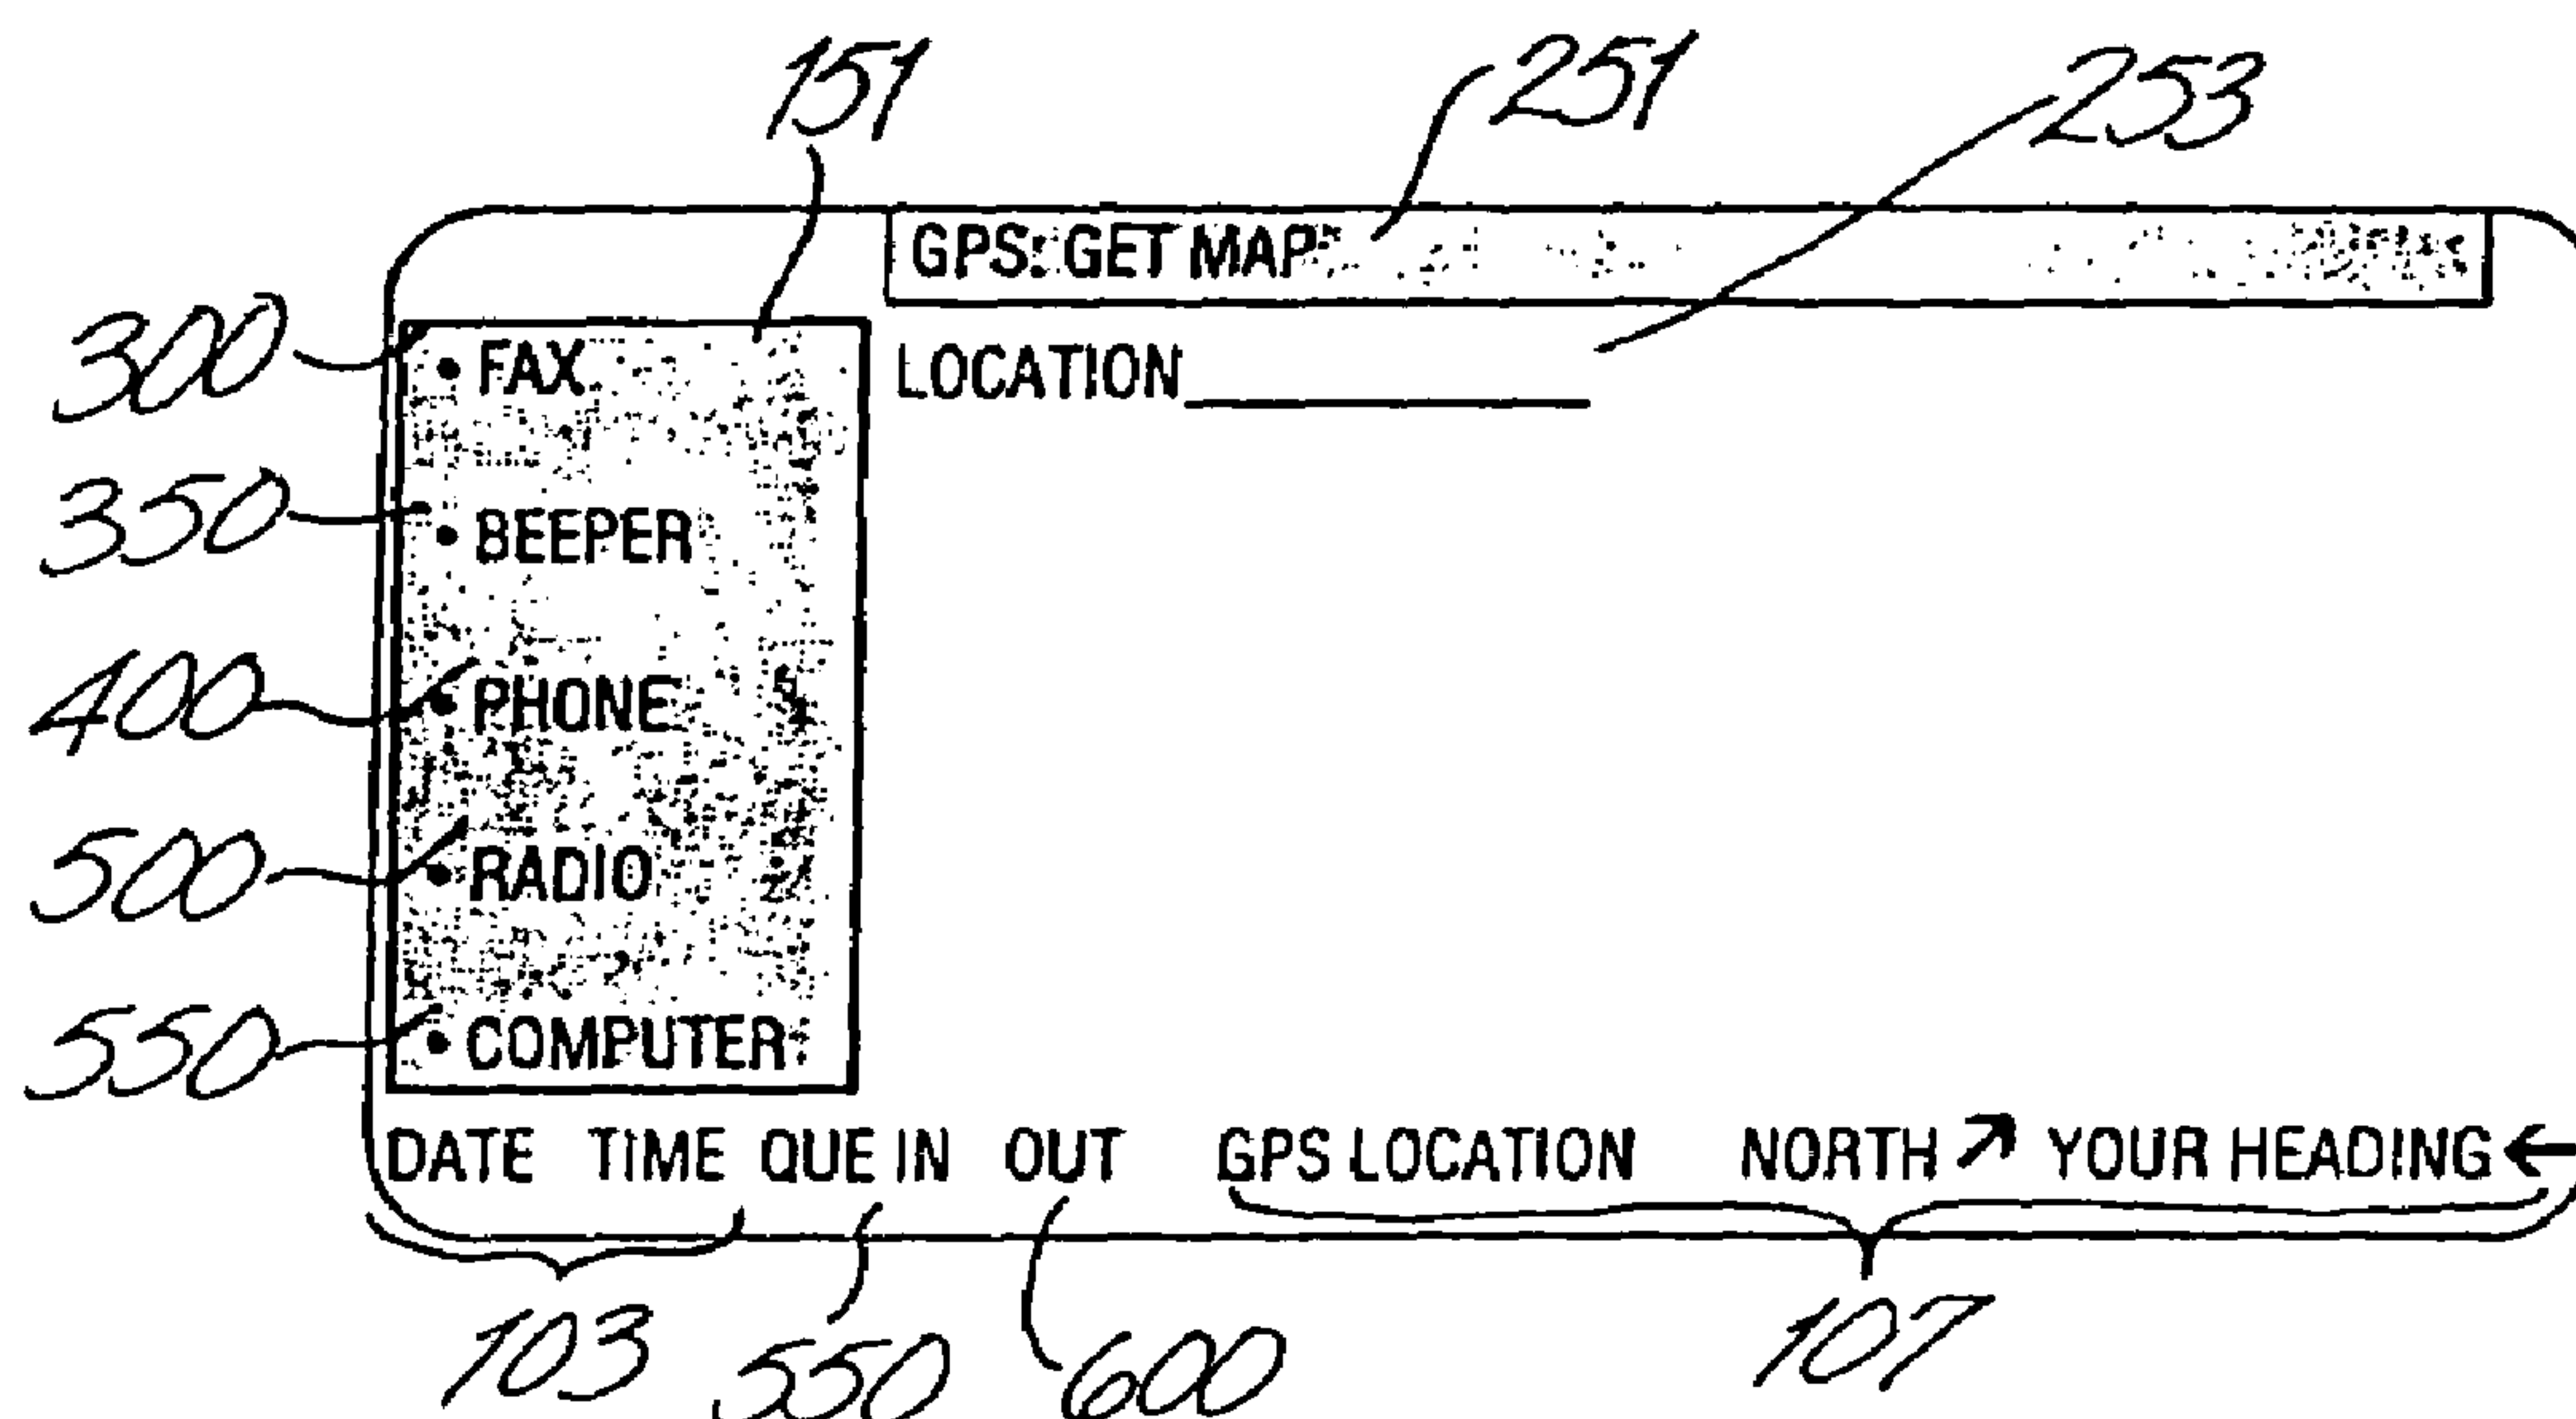 151 251 253
GPS: GET MAP
300 • FAX LOCATION
350 • BEEPER
400 • PHONE
500 • RADIO
550 • COMPUTER
DATE TIME QUE IN OUT GPS LOCATION NORTH ↗ YOUR HEADING ←
103 550 600 107